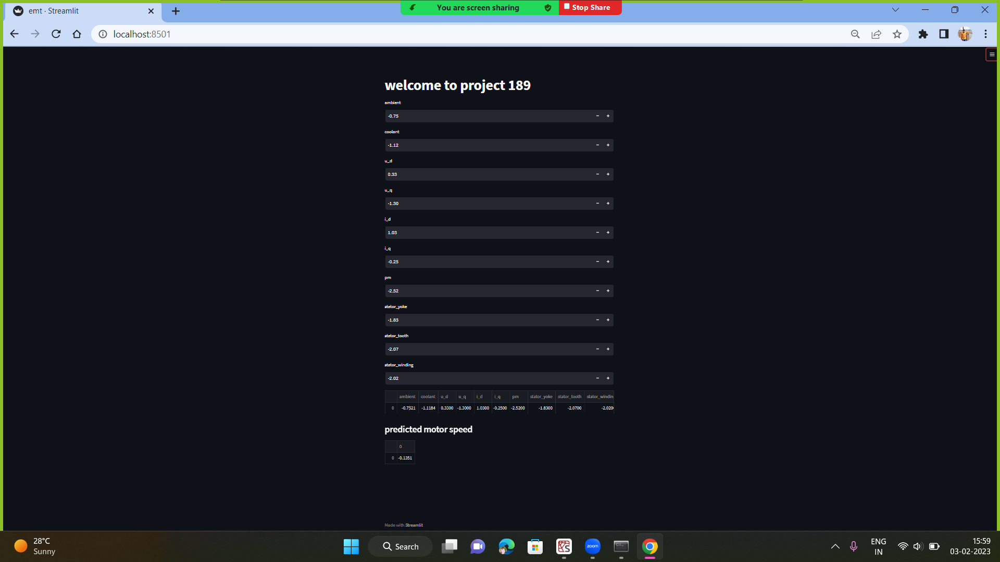 emt · Streamlit
You are screen sharing
Stop Share
localhost:8501
welcome to project 189
ambient
-0.75
coolant
-1.12
u_d
0.33
u_q
-1.30
i_d
1.03
i_q
-0.25
pm
-2.52
stator_yoke
-1.83
stator_tooth
-2.07
stator_winding
-2.02
ambient coolant u_d u_q i_d i_q pm stator_yoke stator_tooth stator_windin
0 -0.7521 -1.1184 0.3300 -1.3000 1.0300 -0.2500 -2.5200 -1.8300 -2.0700 -2.020
predicted motor speed
0
0 -0.1351
Made with Streamlit
28°C
Sunny
Search
zoom
ENG
IN
15:59
03-02-2023